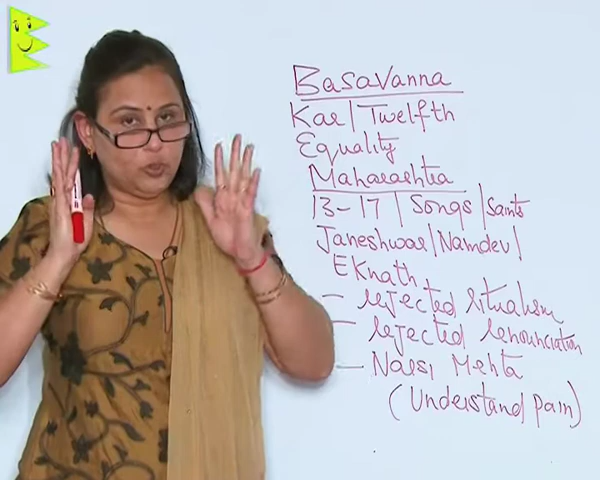 Basavanna
Kar|Twelfth
Equality
Maharashtra
13-17|Songs|Saints
Janeshwar|Namdev|
Eknath
- rejected ritualism
- rejected renounciation
- Narsi Mehta
(Understand pain)